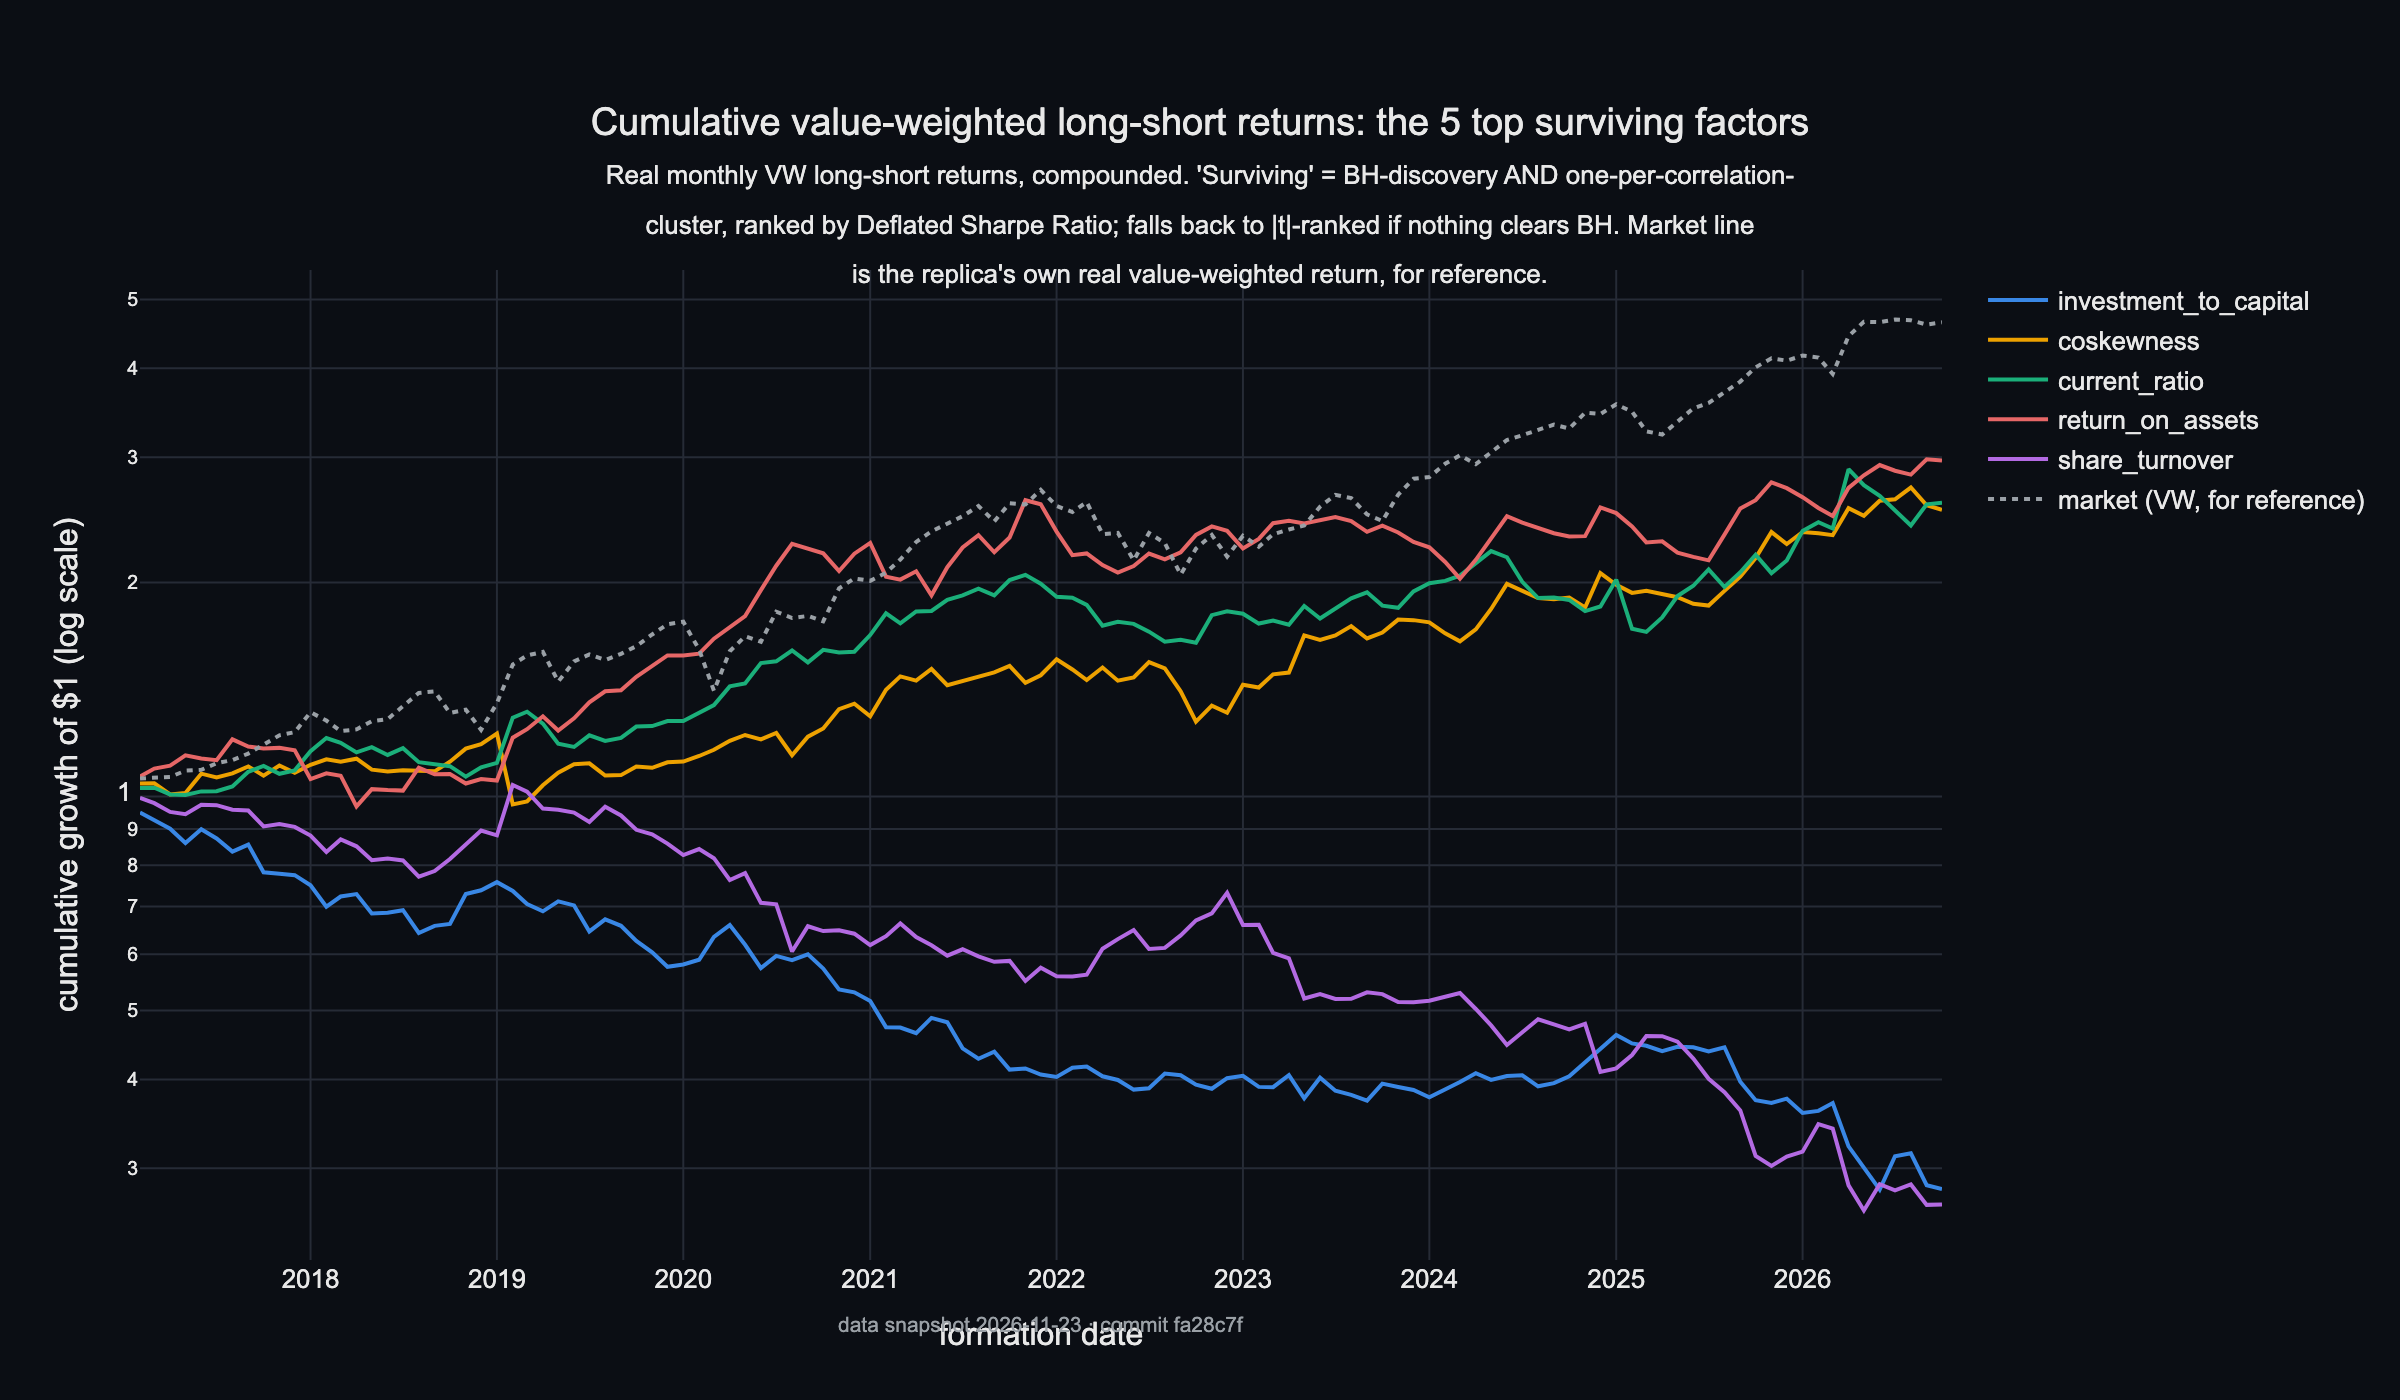 Cumulative value-weighted long-short returns: the 5 top surviving factors
Real monthly VW long-short returns, compounded. 'Surviving' = BH-discovery AND one-per-correlation-
cluster, ranked by Deflated Sharpe Ratio; falls back to |t|-ranked if nothing clears BH. Market line
is the replica's own real value-weighted return, for reference.
investment_to_capital
coskewness
current_ratio
return_on_assets
share_turnover
market (VW, for reference)
cumulative growth of $1 (log scale)
5
4
3
2
1
9
8
7
6
5
4
3
2018
2019
2020
2021
2022
2023
2024
2025
2026
data snapshot 2026-11-23 · commit fa28c7f
formation date